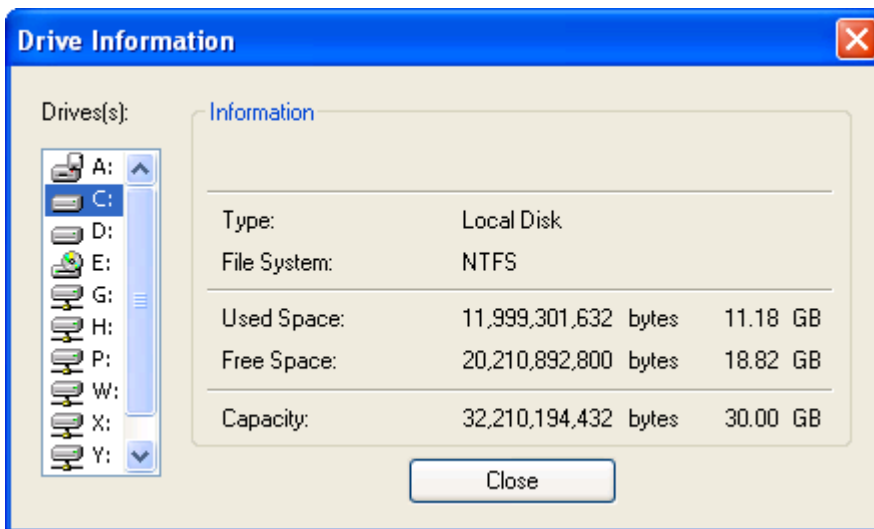 Drive Information
Drives(s):
A:
C:
D:
E:
G:
H:
P:
W:
X:
Y:
Information
Type: Local Disk
File System: NTFS
Used Space: 11,999,301,632 bytes 11.18 GB
Free Space: 20,210,892,800 bytes 18.82 GB
Capacity: 32,210,194,432 bytes 30.00 GB
Close